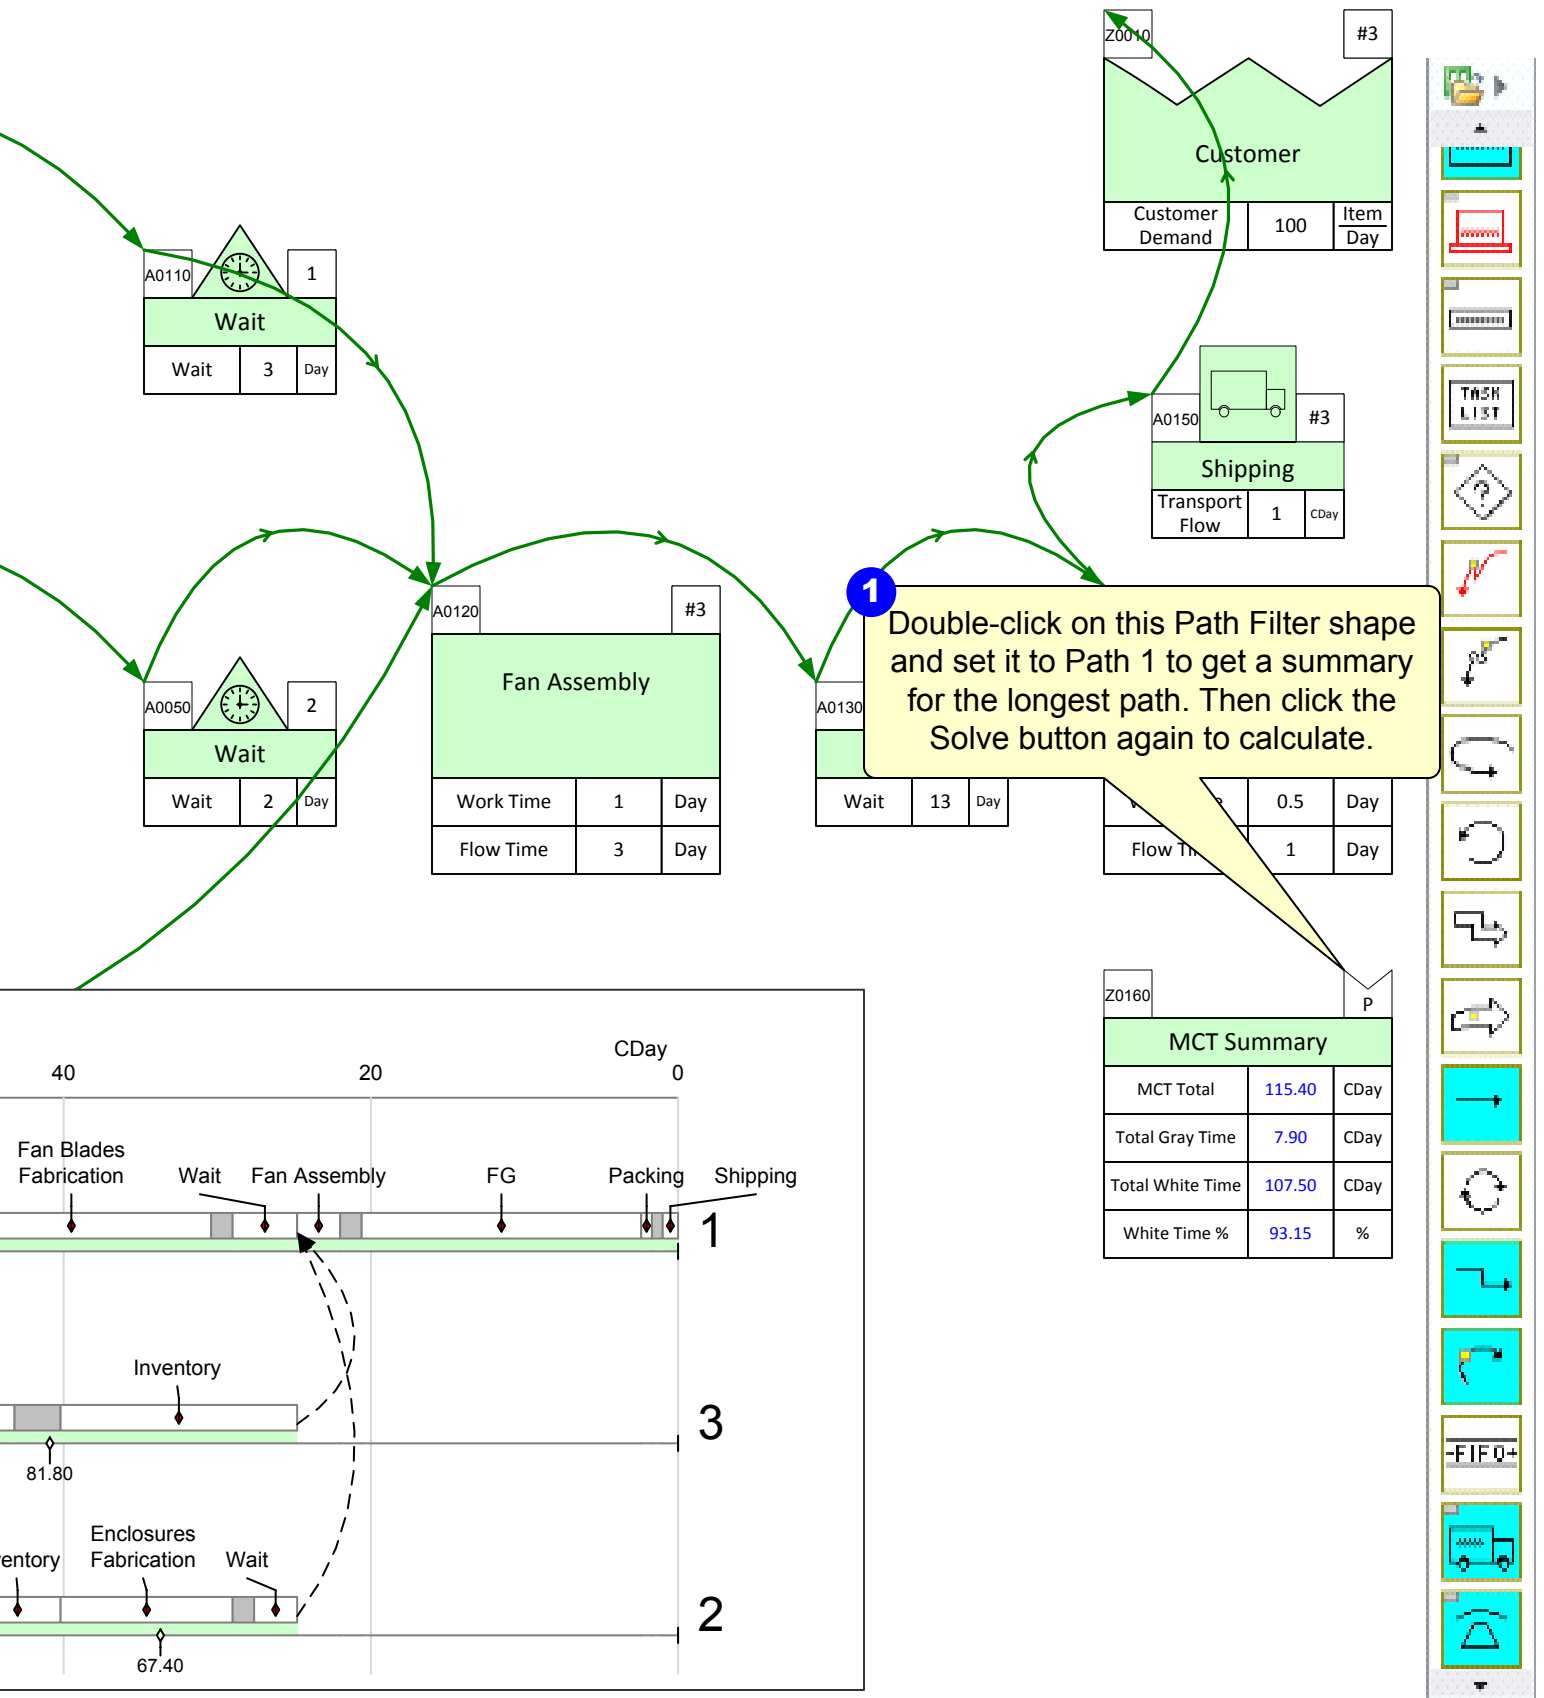 Z0010
#3
Customer
Customer
Demand
100
Item
Day
A0110
1
Wait
Wait
3
Day
A0150
#3
Shipping
Transport
Flow
1
CDay
TASK
LIST
A0050
2
Wait
Wait
2
Day
A0120
#3
Fan Assembly
Work Time
1
Day
Flow Time
3
Day
A0130
Wait
13
Day
1
Double-click on this Path Filter shape
and set it to Path 1 to get a summary
for the longest path. Then click the
Solve button again to calculate.
0.5
Day
Flow
1
Day
Z0160
P
MCT Summary
MCT Total
115.40
CDay
Total Gray Time
7.90
CDay
Total White Time
107.50
CDay
White Time %
93.15
%
CDay
40
20
0
Fan Blades
Fabrication
Wait
Fan Assembly
FG
Packing
Shipping
1
Inventory
3
81.80
Enclosures
entory
Fabrication
Wait
2
67.40
-FIFO+